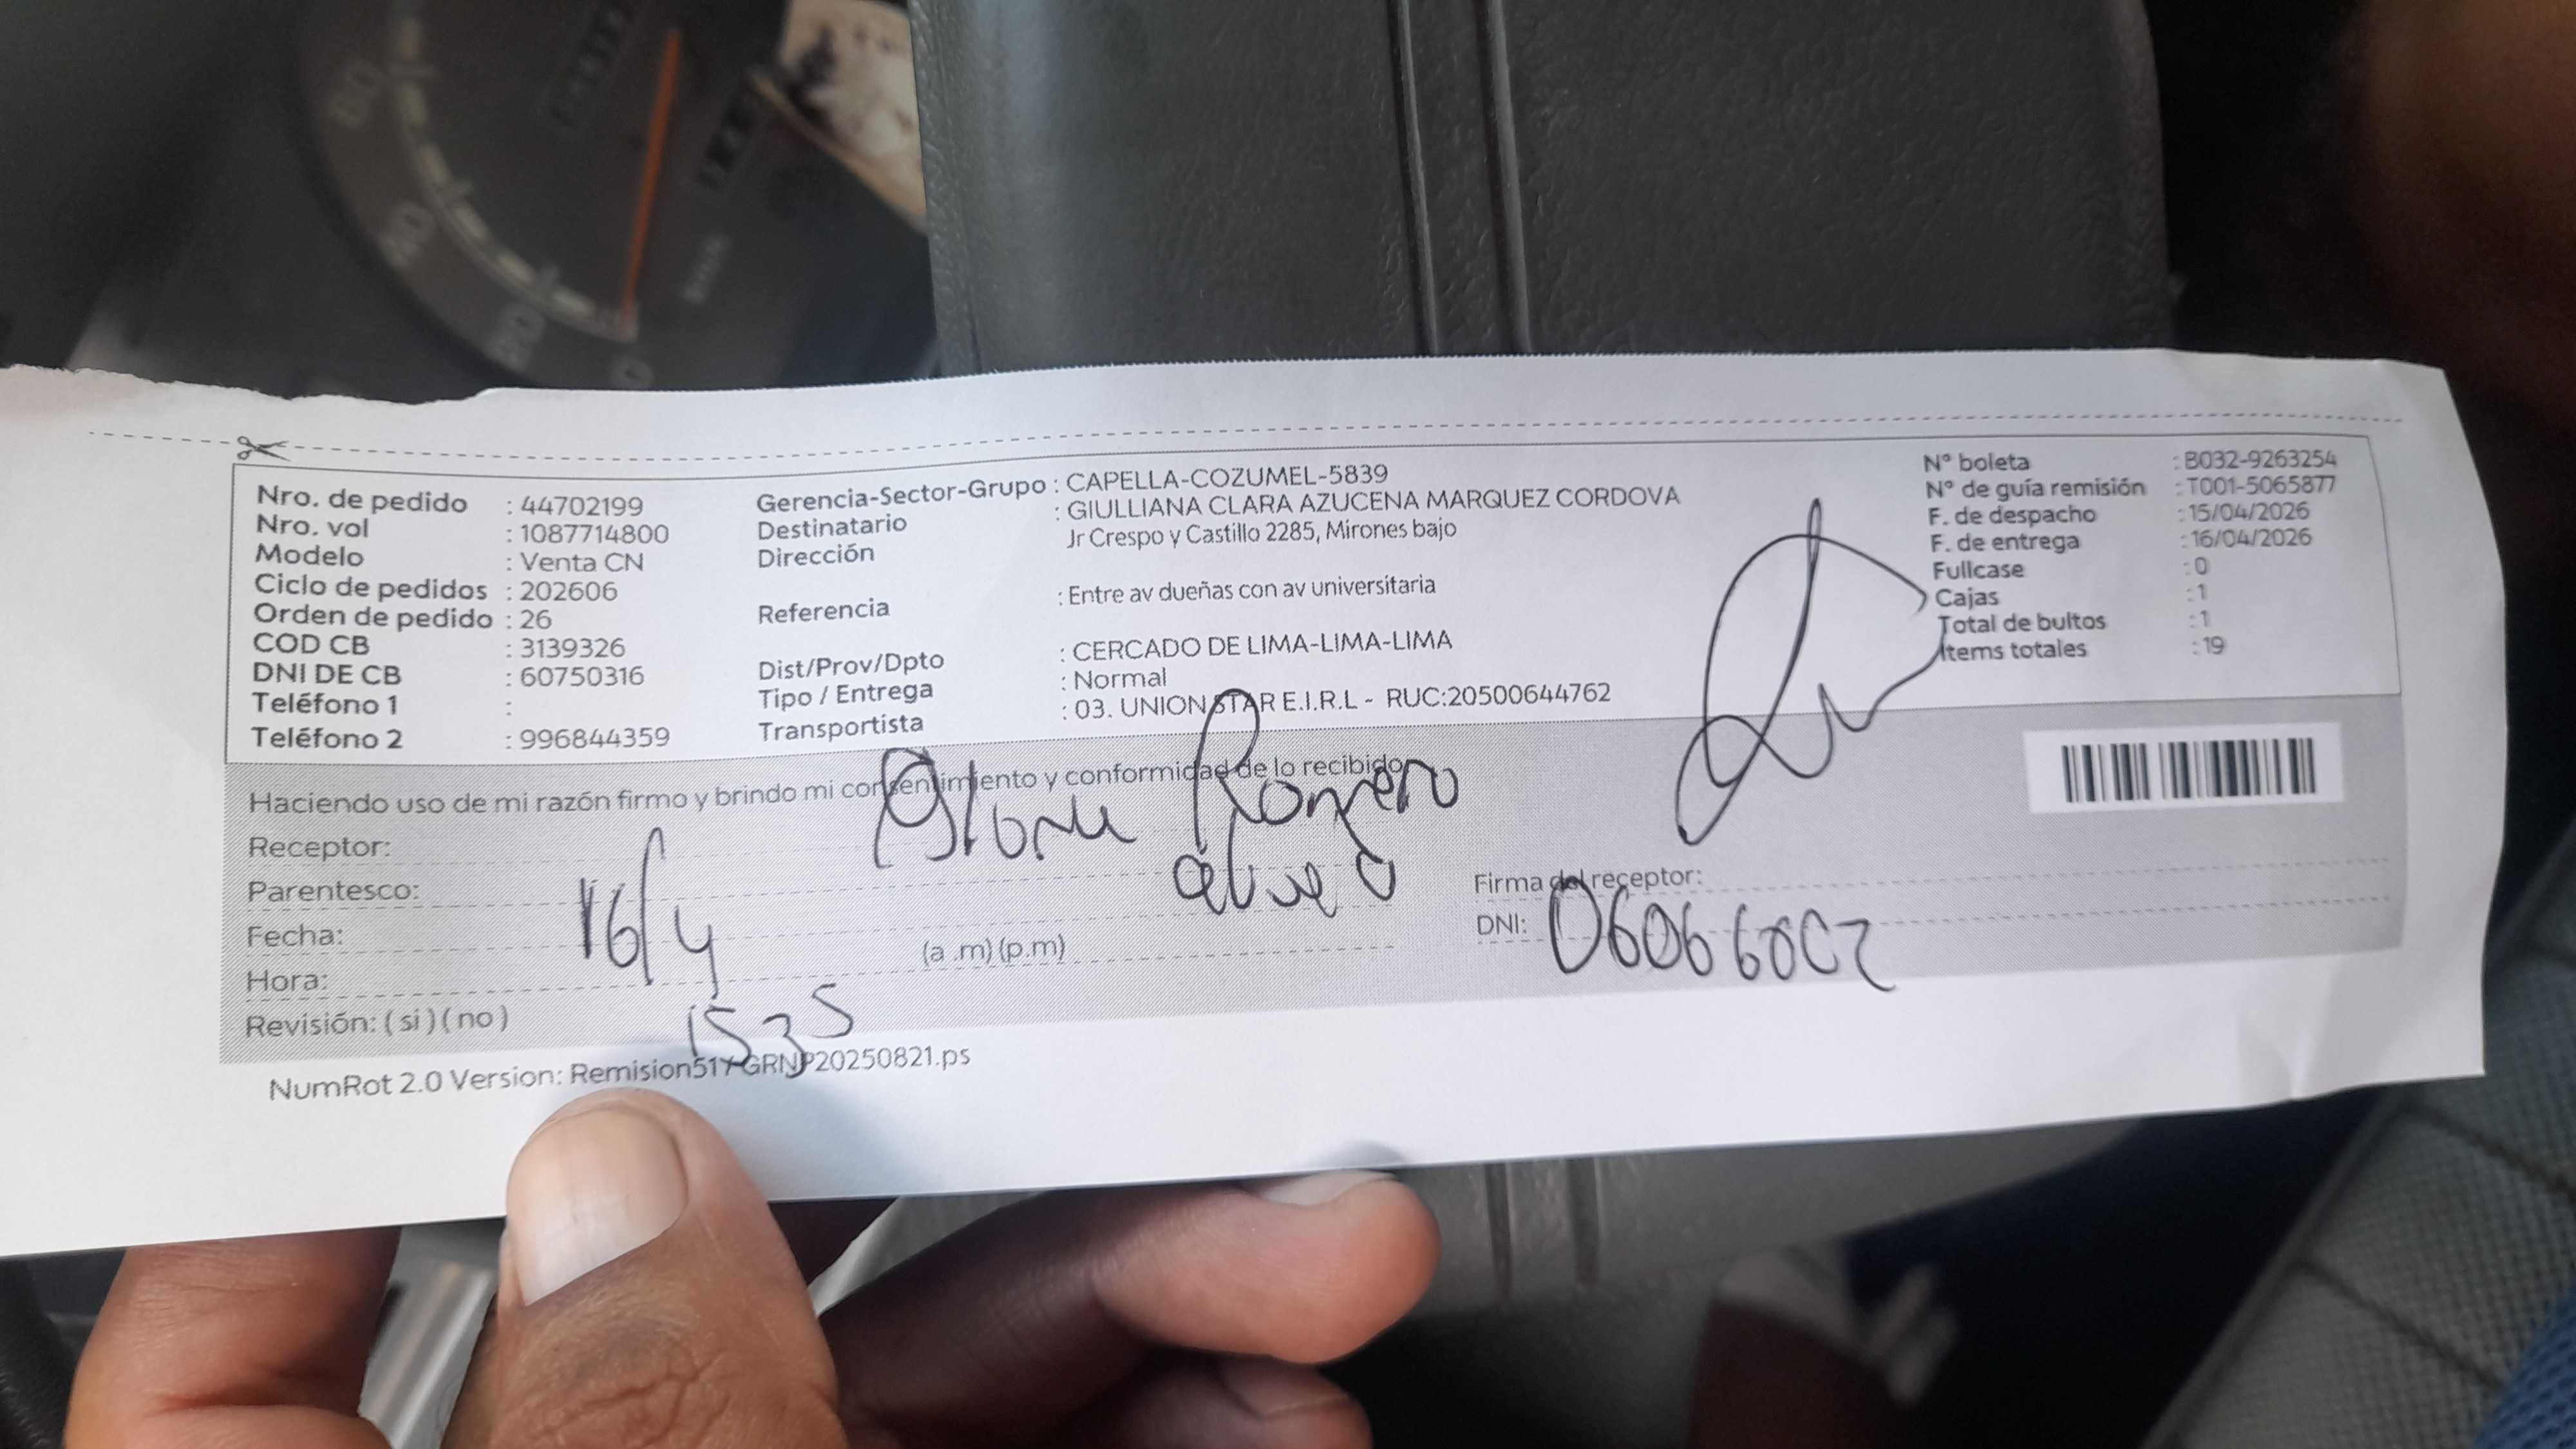 Nro. de pedido : 44702199
Nro. vol : 1087714800
Modelo : Venta CN
Ciclo de pedidos : 202606
Orden de pedido : 26
COD CB : 3139326
DNI DE CB : 60750316
Teléfono 1 :
Teléfono 2 : 996844359
Gerencia-Sector-Grupo : CAPELLA-COZUMEL-5839
Destinatario : GIULLIANA CLARA AZUCENA MARQUEZ CORDOVA
Dirección Jr Crespo y Castillo 2285, Mirones bajo
Referencia : Entre av dueñas con av universitaria
Dist/Prov/Dpto : CERCADO DE LIMA-LIMA-LIMA
Tipo / Entrega : Normal
Transportista : 03. UNION STAR E.I.R.L - RUC:20500644762
N° boleta : B032-9263254
N° de guía remisión : T001-5065877
F. de despacho : 15/04/2026
F. de entrega : 16/04/2026
Fullcase : 0
Cajas : 1
Total de bultos : 1
Ítems totales : 19
Haciendo uso de mi razón firmo y brindo mi consentimiento y conformidad de lo recibido
Receptor: Romero
Parentesco:
Fecha: 16/4
Hora: 1535 (a .m) (p.m)
Revisión: ( si ) ( no )
Firma del receptor:
DNI:
NumRot 2.0 Version: Remision51YGRNP20250821.ps